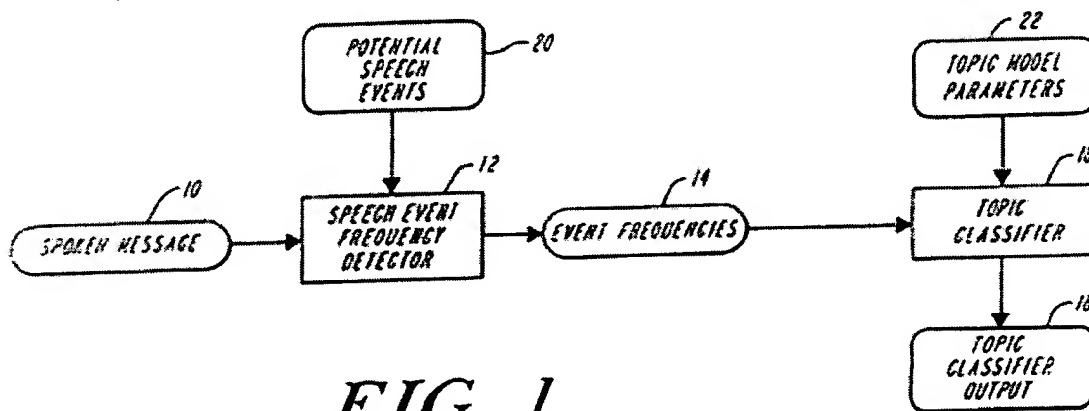 20
POTENTIAL
SPEECH
EVENTS
22
TOPIC MODEL
PARAMETERS
10
SPOKEN MESSAGE
12
SPEECH EVENT
FREQUENCY
DETECTOR
14
EVENT FREQUENCIES
TOPIC
CLASSIFIER
TOPIC
CLASSIFIER
OUTPUT
FIG. 1